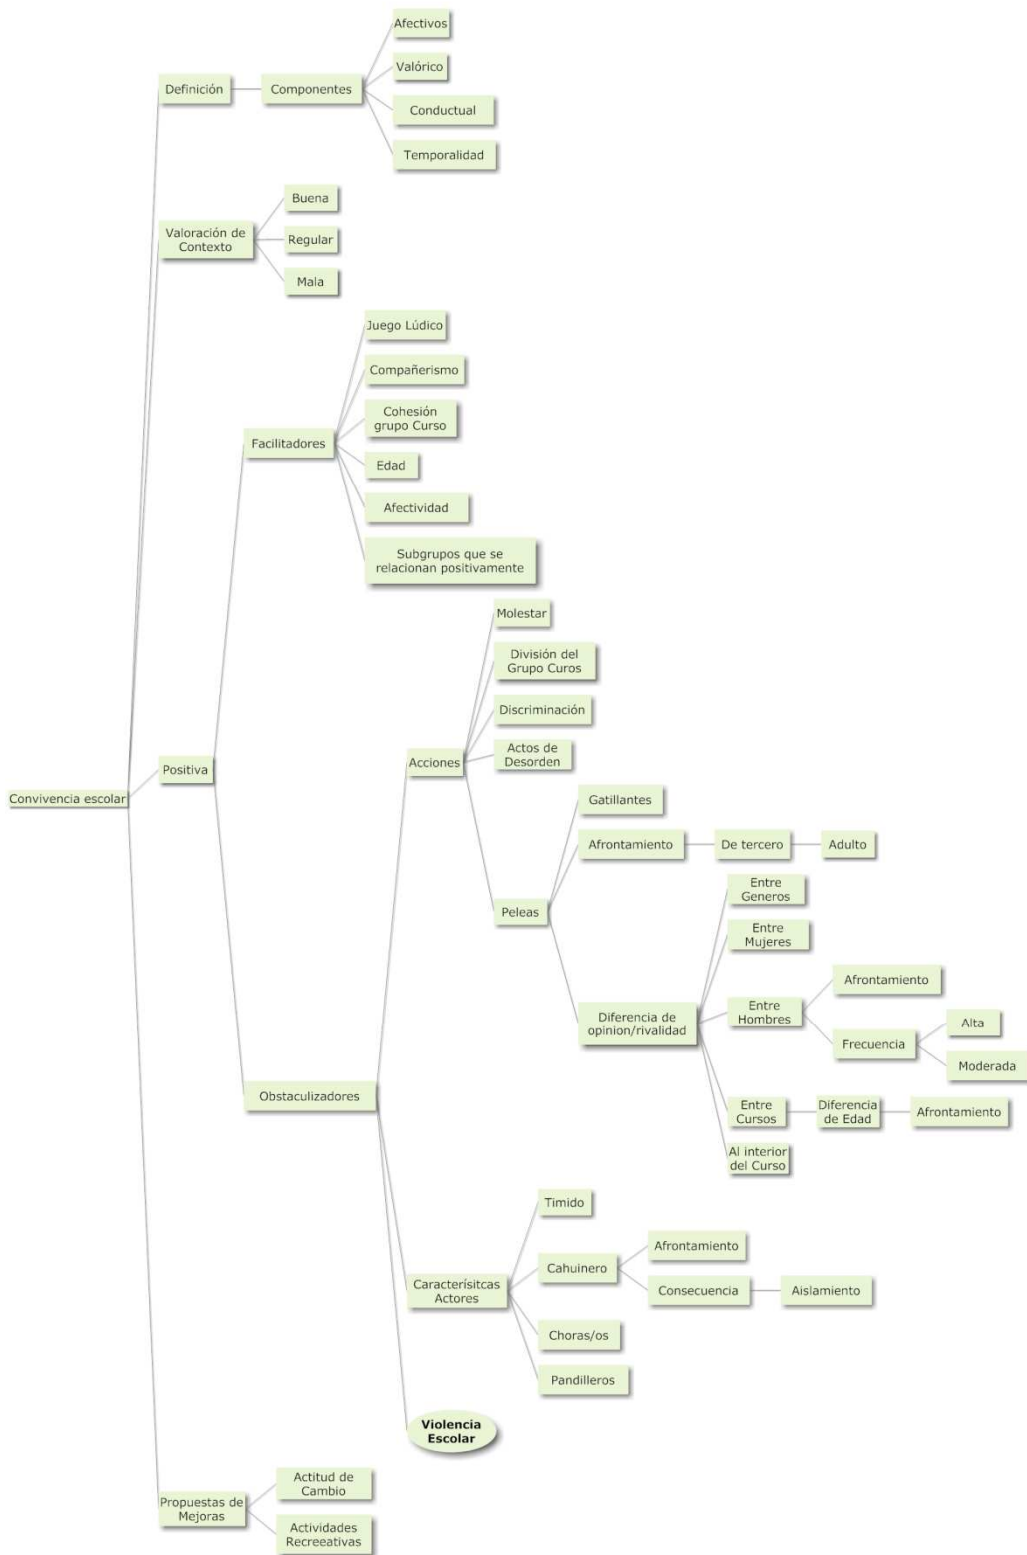 Afectivos
Valórico
Definición
Componentes
Conductual
Temporalidad
Buena
Valoración de
Contexto
Regular
Mala
Juego Lúdico
Compañerismo
Cohesión
grupo Curso
Facilitadores
Edad
Afectividad
Subgrupos que se
relacionan positivamente
Molestar
División del
Grupo Curos
Discriminación
Acciones
Actos de
Desorden
Positiva
Convivencia escolar
Gatillantes
Afrontamiento
De tercero
Adulto
Peleas
Entre
Generos
Entre
Mujeres
Diferencia de
opinion/rivalidad
Entre
Hombres
Afrontamiento
Frecuencia
Alta
Moderada
Obstaculizadores
Entre
Cursos
Diferencia
de Edad
Afrontamiento
Al interior
del Curso
Timido
Caracterísitcas
Actores
Cahuinero
Afrontamiento
Consecuencia
Aislamiento
Choras/os
Pandilleros
Violencia
Escolar
Propuestas de
Mejoras
Actitud de
Cambio
Actividades
Recreeativas